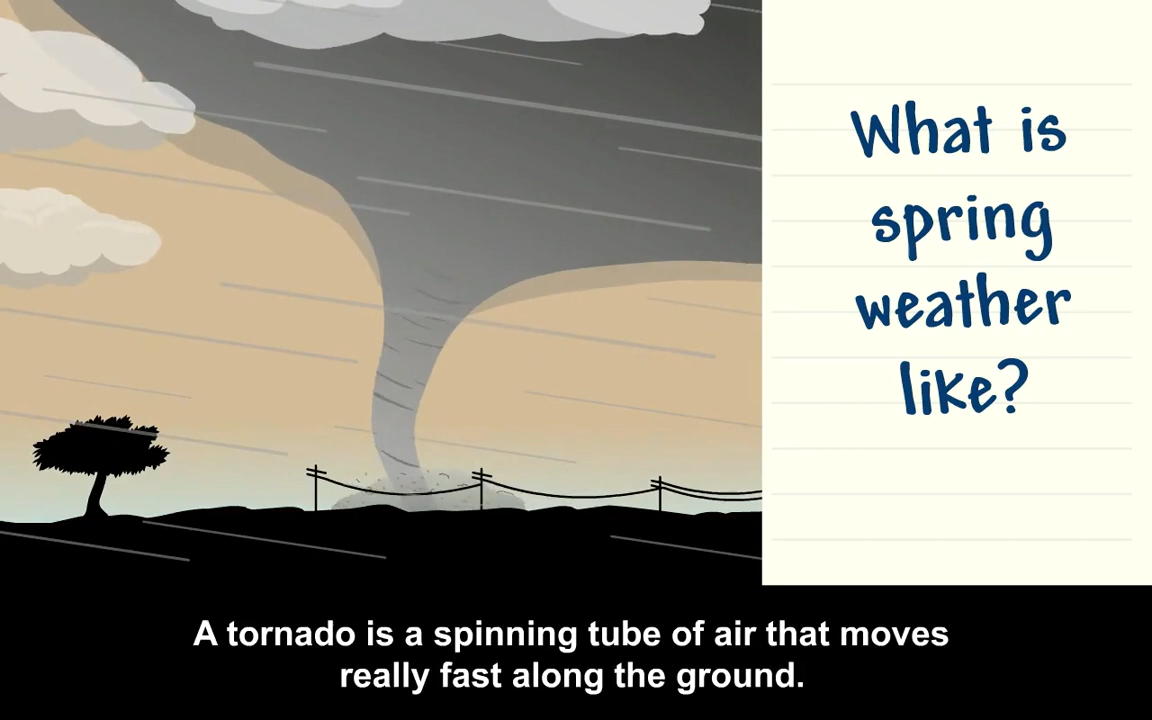 What is
spring
weather
like?
A tornado is a spinning tube of air that moves
really fast along the ground.